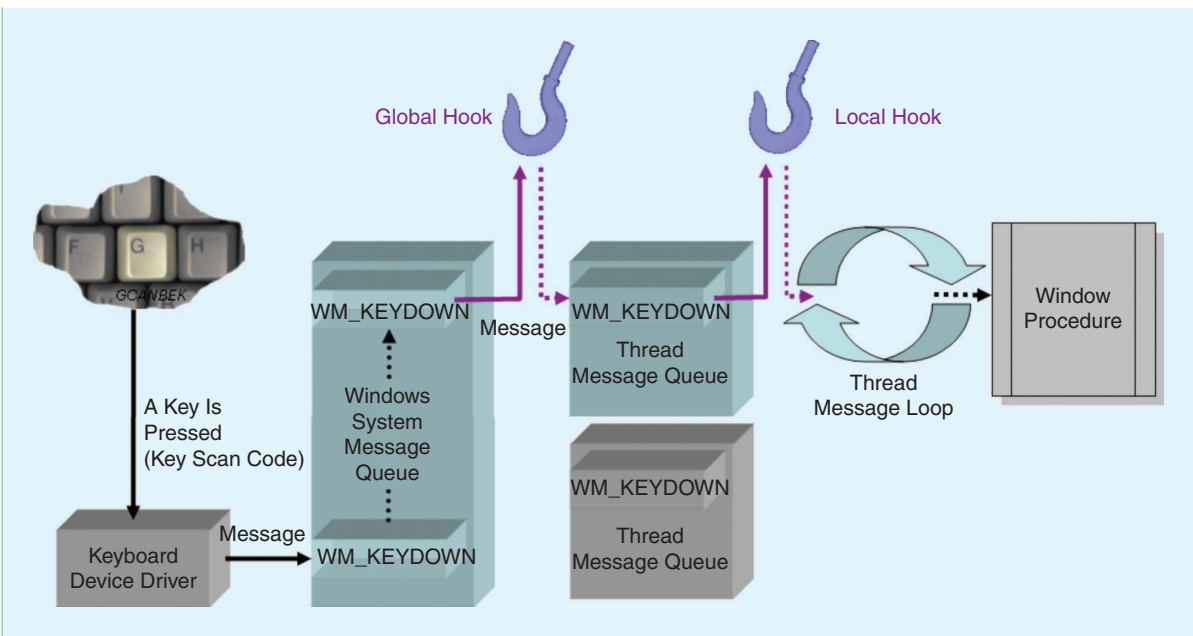 Global Hook
Local Hook
F
G
H
GCANBEK
A Key Is
Pressed
(Key Scan Code)
Keyboard
Device Driver
Message
WM_KEYDOWN
Windows
System
Message
Queue
WM_KEYDOWN
Message
WM_KEYDOWN
Thread
Message Queue
WM_KEYDOWN
Thread
Message Queue
Thread
Message Loop
Window
Procedure